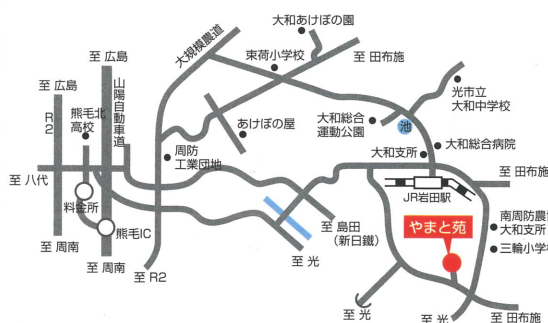 大和あけぼの園
大規模農道
束荷小学校
至 田布施
至 広島
至 広島
山陽自動車道
R2
熊毛北
高校
光市立
大和中学校
大和総合
運動公園
池
あけぼの屋
周防
工業団地
大和総合病院
大和支所
至 八代
至 田布施
JR岩田駅
料金所
熊毛IC
至 島田
(新日鐵)
やまと苑
南周防農
大和支所
三輪小学校
至 周南
至 周南
至 R2
至 光
至 光
至 光
至 田布施